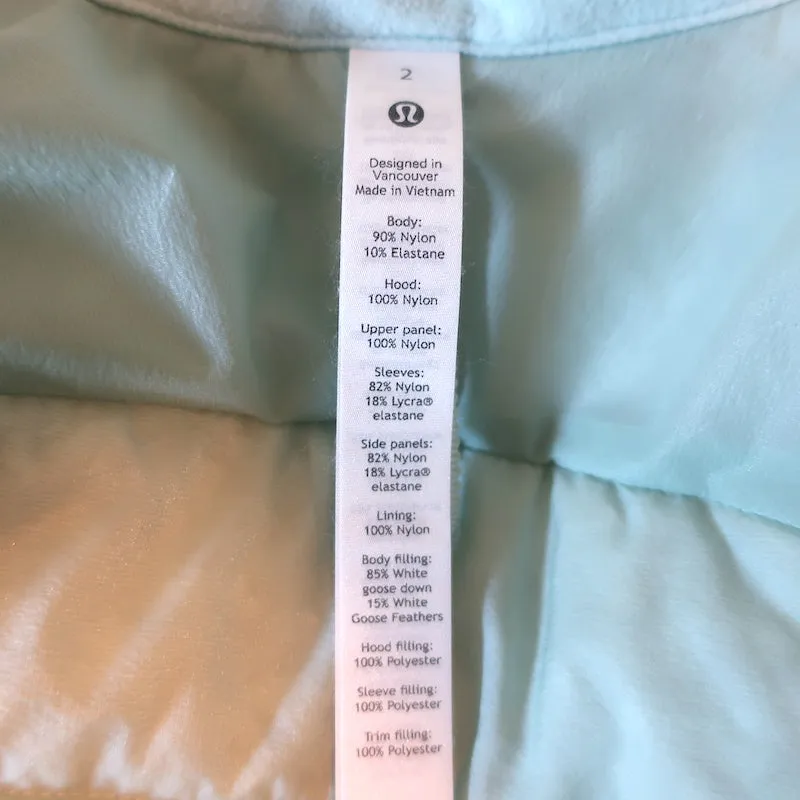 2
Designed in
Vancouver
Made in Vietnam
Body:
90% Nylon
10% Elastane
Hood:
100% Nylon
Upper panel:
100% Nylon
Sleeves:
82% Nylon
18% Lycra®
elastane
Side panels:
82% Nylon
18% Lycra®
elastane
Lining:
100% Nylon
Body filling:
85% White
goose down
15% White
Goose Feathers
Hood filling:
100% Polyester
Sleeve filling:
100% Polyester
Trim filling:
100% Polyester